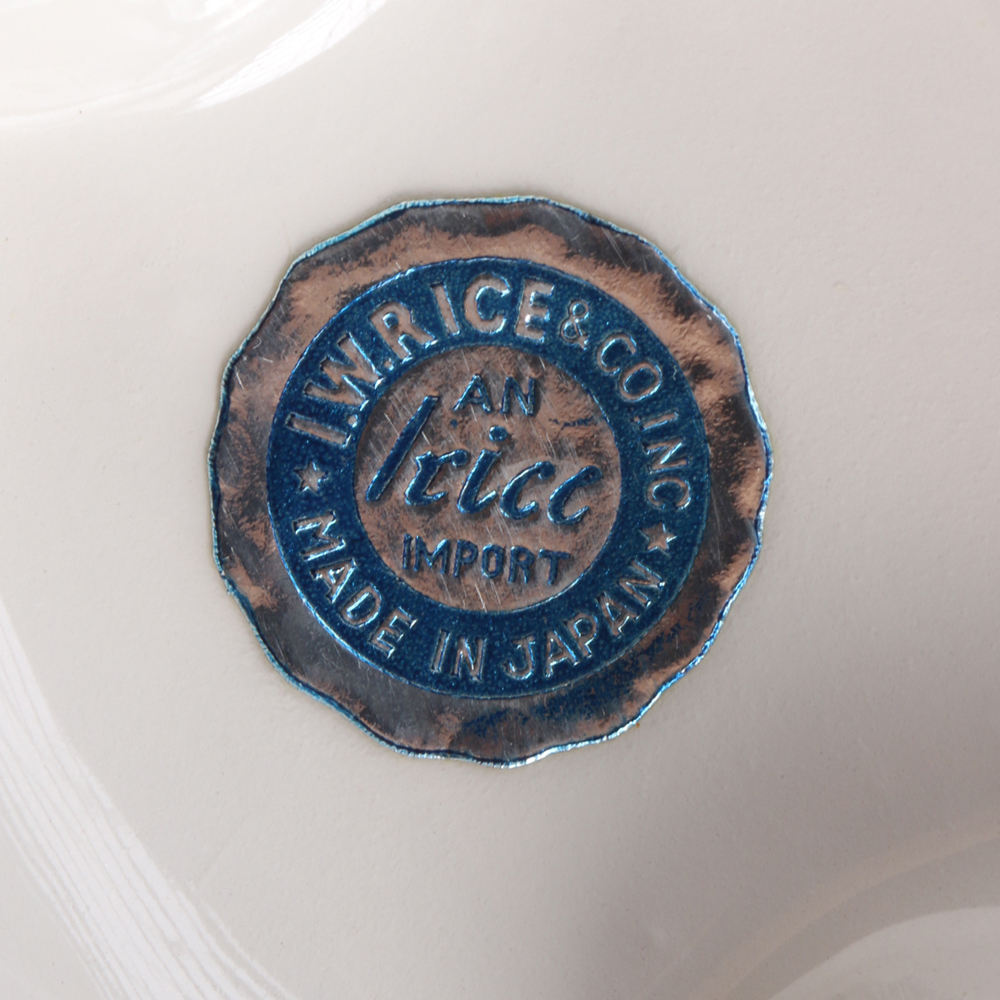 I.W.RICE & CO INC
AN
Irice
IMPORT
MADE IN JAPAN